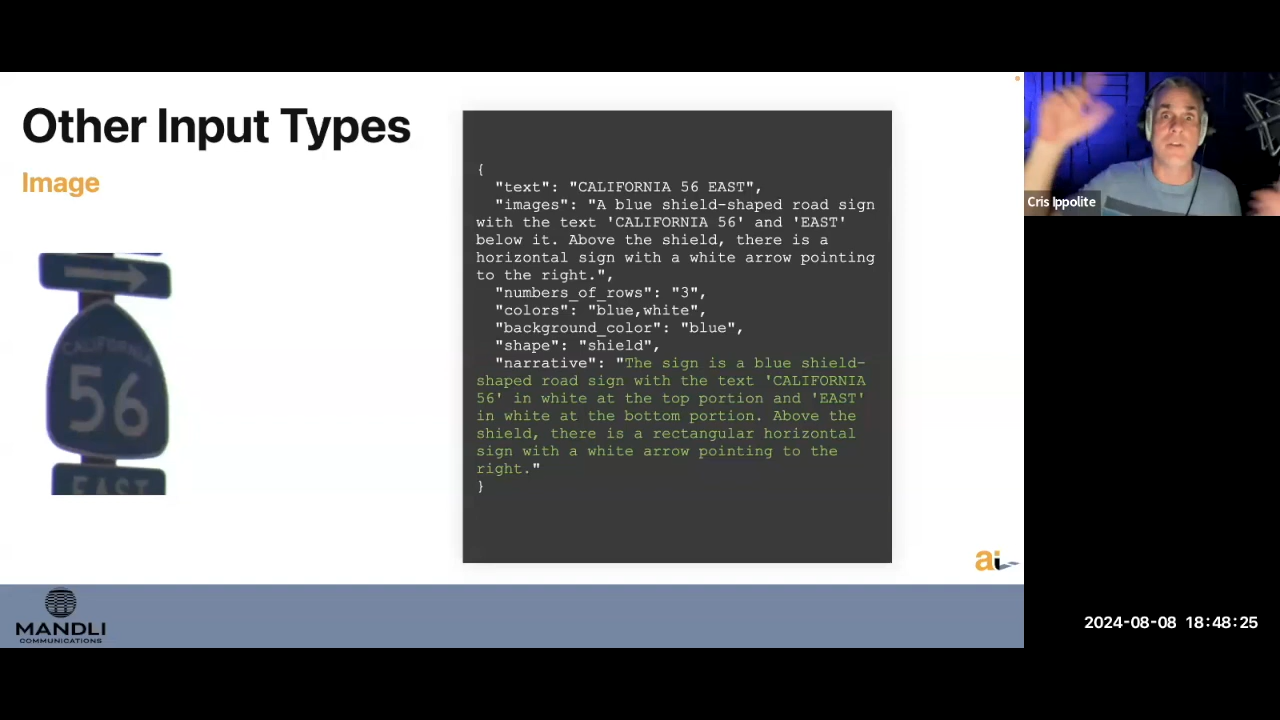 Other Input Types
Image
CALIFORNIA
56
EAST
{
"text": "CALIFORNIA 56 EAST",
"images": "A blue shield-shaped road sign
with the text 'CALIFORNIA 56' and 'EAST'
below it. Above the shield, there is a
horizontal sign with a white arrow pointing
to the right.",
"numbers_of_rows": "3",
"colors": "blue,white",
"background_color": "blue",
"shape": "shield",
"narrative": "The sign is a blue shield-
shaped road sign with the text 'CALIFORNIA
56' in white at the top portion and 'EAST'
in white at the bottom portion. Above the
shield, there is a rectangular horizontal
sign with a white arrow pointing to the
right."
}
ai
MANDLI
COMMUNICATIONS
Cris Ippolite
2024-08-08 18:48:25